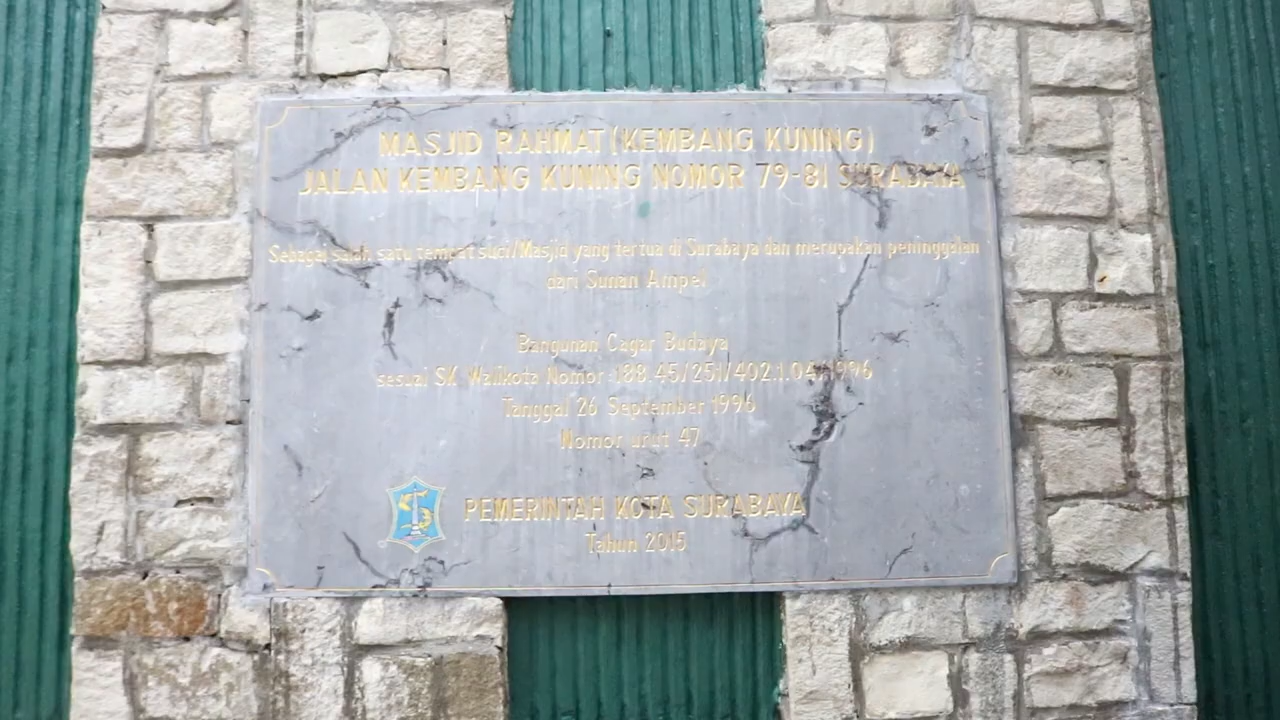 MASJID RAHMAT (KEMBANG KUNING)
JALAN KEMBANG KUNING NOMOR 79-81 SURABAYA
Sebagai salah satu tempat suci/Masjid yang tertua di Surabaya dan merupakan peninggalan
dari Sunan Ampel
Bangunan Cagar Budaya
sesuai SK Walikota Nomor : 188.45/251/402.1.04/1996
Tanggal 26 September 1996
Nomor urut 47
PEMERINTAH KOTA SURABAYA
Tahun 2015